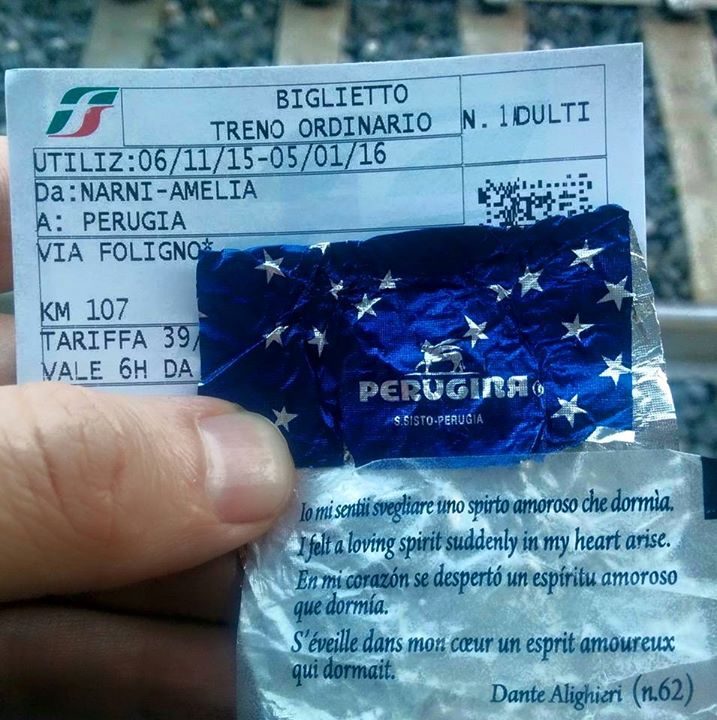 BIGLIETTO
TRENO ORDINARIO
N. 1ADULTI
UTILIZ:06/11/15-05/01/16
Da:NARNI-AMELIA
A: PERUGIA
VIA FOLIGNO*
KM 107
TARIFFA 39/
VALE 6H DA
PERUGINA
S.SISTO-PERUGIA
Io mi sentii svegliare uno spirto amoroso che dormìa.
I felt a loving spirit suddenly in my heart arise.
En mi corazón se despertó un espíritu amoroso
que dormía.
S'éveille dans mon cœur un esprit amoureux
qui dormait.
Dante Alighieri (n.62)